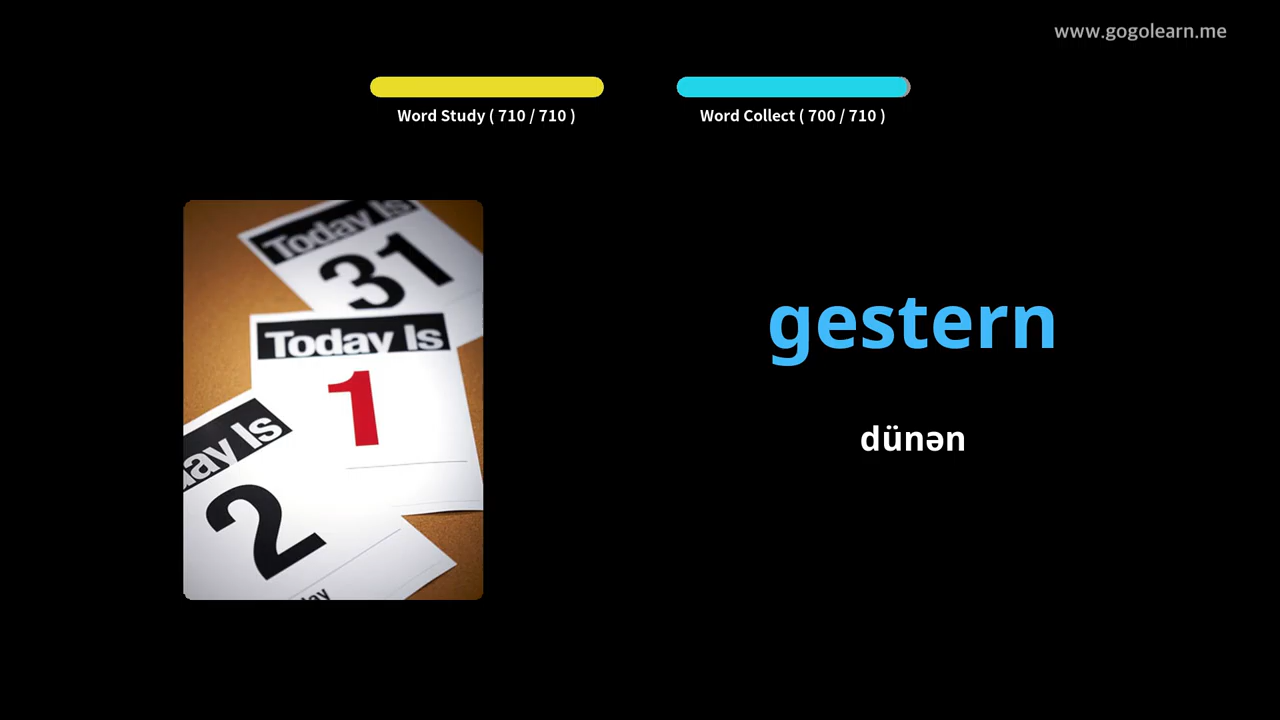 www.gogolearn.me
Word Study ( 710 / 710 )
Word Collect ( 700 / 710 )
Today Is
31
Today Is
1
day Is
2
gestern
dünən